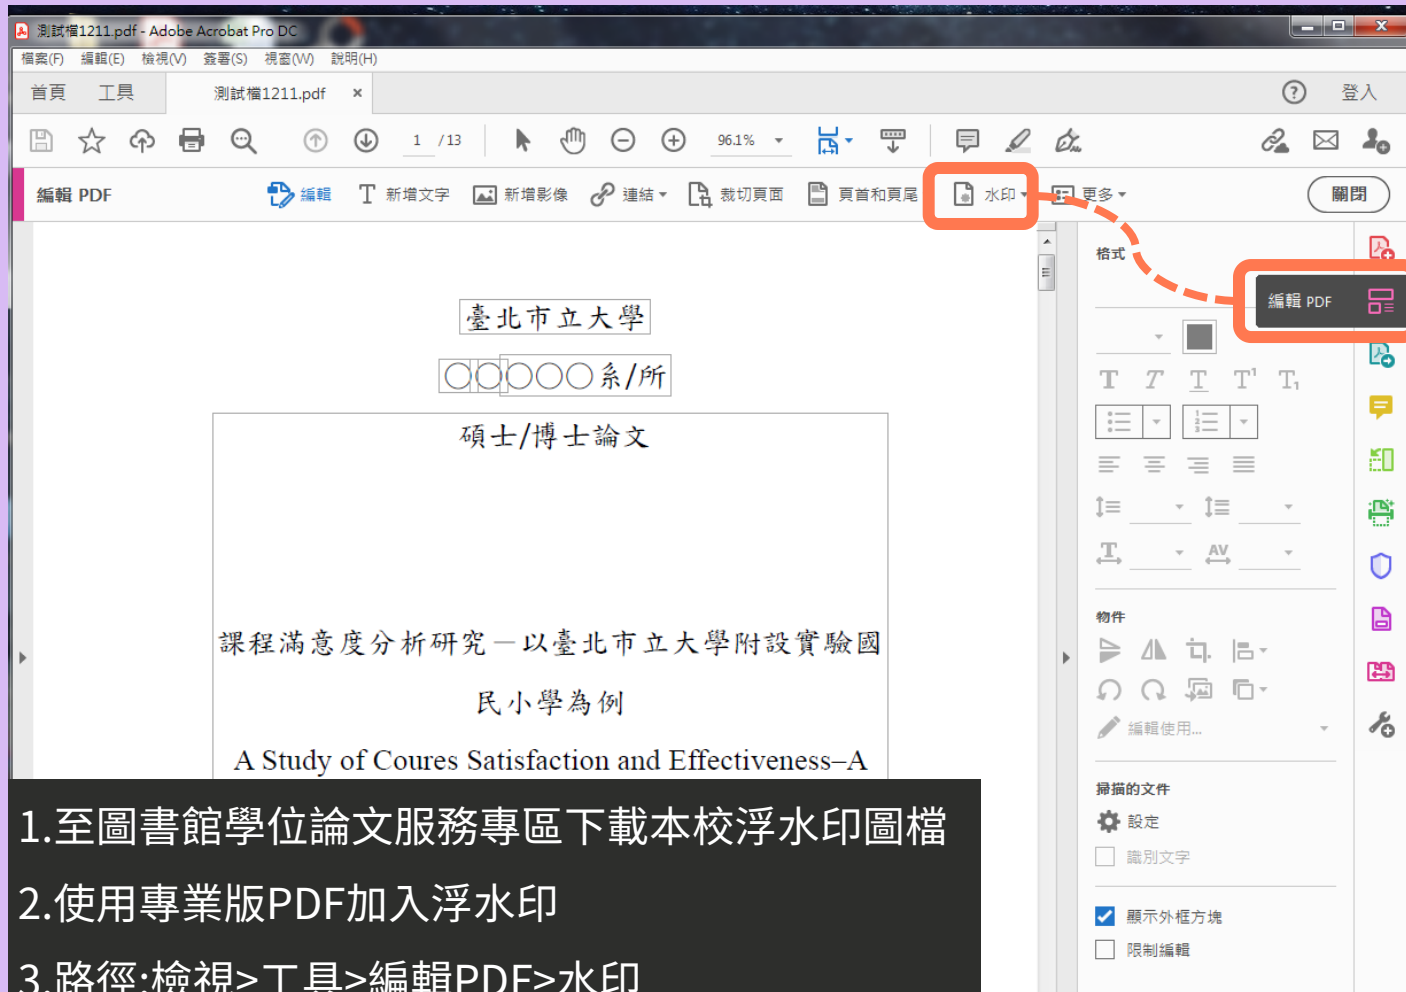 測試檔1211.pdf - Adobe Acrobat Pro DC
檔案(F) 編輯(E) 檢視(V) 簽署(S) 視窗(W) 說明(H)
首頁 工具 測試檔1211.pdf × ? 登入
1 /13 96.1%
編輯 PDF 編輯 新增文字 新增影像 連結 裁切頁面 頁首和頁尾 水印 更多 關閉
格式
編輯 PDF
臺北市立大學
〇〇〇〇〇系/所
碩士/博士論文
課程滿意度分析研究－以臺北市立大學附設實驗國
民小學為例
A Study of Coures Satisfaction and Effectiveness–A
物件
編輯使用...
掃描的文件
設定
識別文字
顯示外框方塊
限制編輯
1.至圖書館學位論文服務專區下載本校浮水印圖檔
2.使用專業版PDF加入浮水印
3.路徑:檢視>工具>編輯PDF>水印